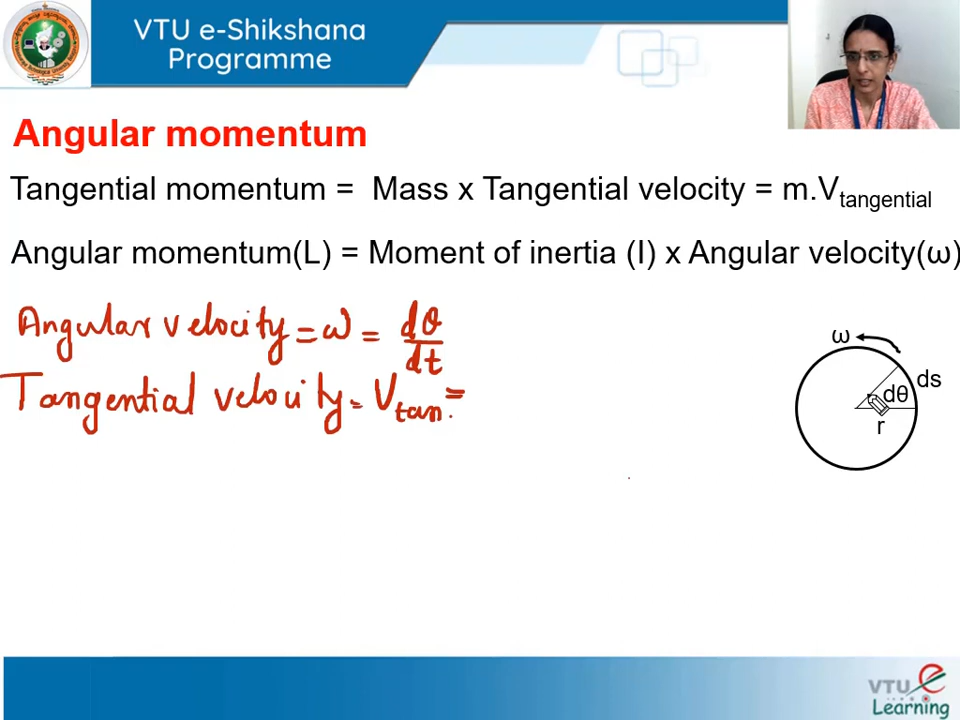 VTU e-Shikshana
Programme
Angular momentum
Tangential momentum = Mass x Tangential velocity = m.Vtangential
Angular momentum(L) = Moment of inertia (I) x Angular velocity(ω)
Angular velocity = ω = dθ/dt
Tangential velocity = Vtan =
ω
ds
dθ
r
VTU e
Learning